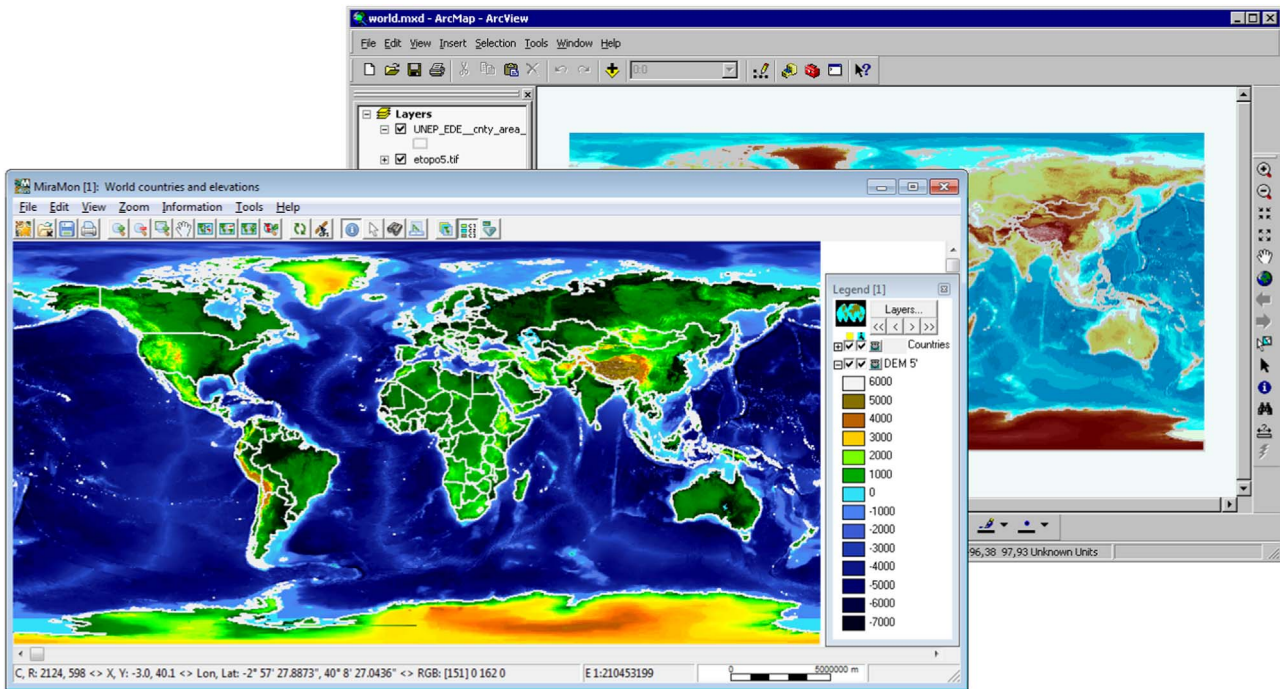 world.mxd - ArcMap - ArcView
File Edit View Insert Selection Tools Window Help
0:0
Layers
UNEP_EDE__cnty_area_
etopo5.tif
MiraMon [1]: World countries and elevations
File Edit View Zoom Information Tools Help
Legend [1]
Layers...
<< < > >>
Countries
DEM 5'
6000
5000
4000
3000
2000
1000
0
-1000
-2000
-3000
-4000
-5000
-6000
-7000
96,38 97,93 Unknown Units
C, R: 2124, 598 <> X, Y: -3.0, 40.1 <> Lon, Lat: -2° 57' 27.8873", 40° 8' 27.0436" <> RGB: [151] 0 162 0
E 1:210453199
0 5000000 m